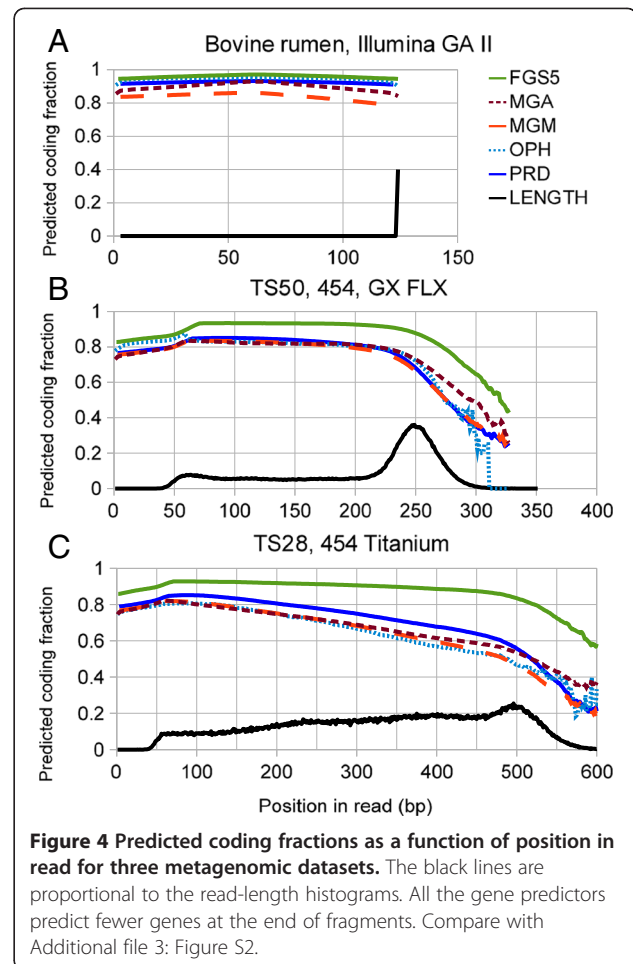 A
Bovine rumen, Illumina GA II
Predicted coding fraction
1
0.8
0.6
0.4
0.2
0
0
50
100
150
FGS5
MGA
MGM
OPH
PRD
LENGTH
B
TS50, 454, GX FLX
Predicted coding fraction
1
0.8
0.6
0.4
0.2
0
0
50
100
150
200
250
300
350
400
C
TS28, 454 Titanium
Predicted coding fraction
1
0.8
0.6
0.4
0.2
0
0
100
200
300
400
500
600
Position in read (bp)
Figure 4 Predicted coding fractions as a function of position in
read for three metagenomic datasets. The black lines are
proportional to the read-length histograms. All the gene predictors
predict fewer genes at the end of fragments. Compare with
Additional file 3: Figure S2.